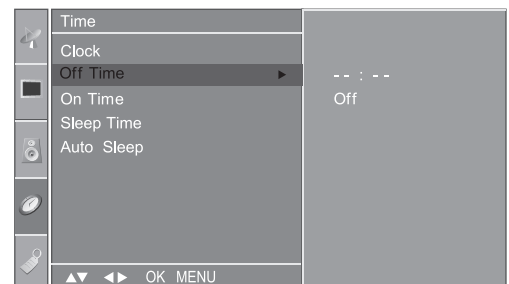 Time
Clock
Off Time ►
- - : - -
On Time
Off
Sleep Time
Auto Sleep
▲▼ ◄► OK MENU